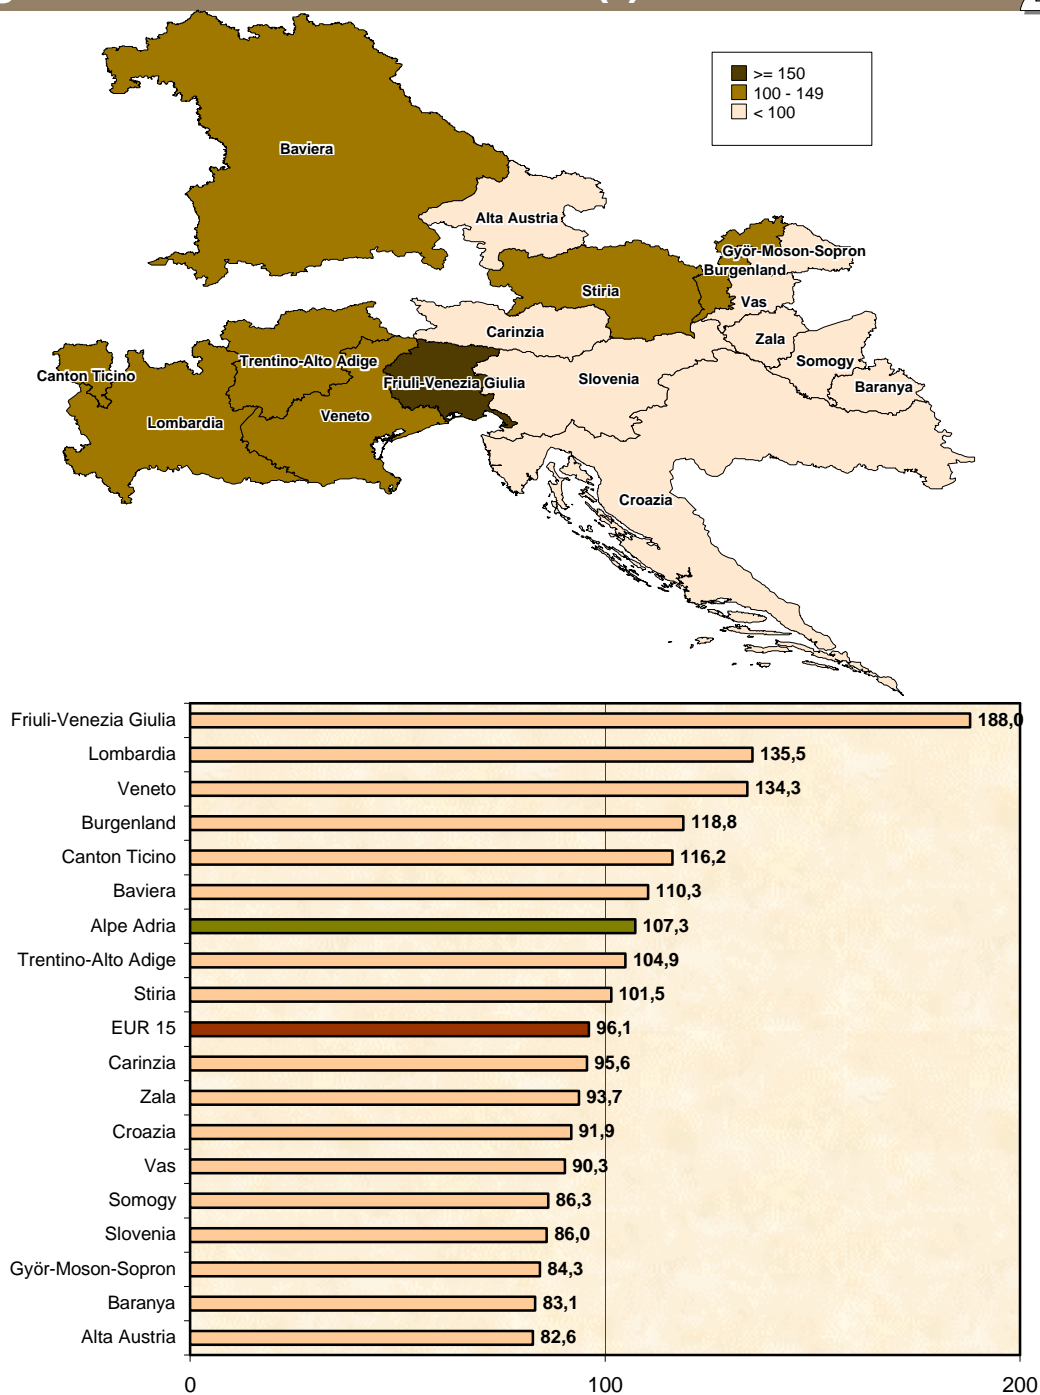 >= 150
100 - 149
< 100
Baviera
Alta Austria
Györ-Moson-Sopron
Burgenland
Stiria
Vas
Carinzia
Zala
Trentino-Alto Adige
Somogy
Canton Ticino
Friuli-Venezia Giulia
Slovenia
Baranya
Veneto
Lombardia
Croazia
Friuli-Venezia Giulia 188,0
Lombardia 135,5
Veneto 134,3
Burgenland 118,8
Canton Ticino 116,2
Baviera 110,3
Alpe Adria 107,3
Trentino-Alto Adige 104,9
Stiria 101,5
EUR 15 96,1
Carinzia 95,6
Zala 93,7
Croazia 91,9
Vas 90,3
Somogy 86,3
Slovenia 86,0
Györ-Moson-Sopron 84,3
Baranya 83,1
Alta Austria 82,6
0 100 200